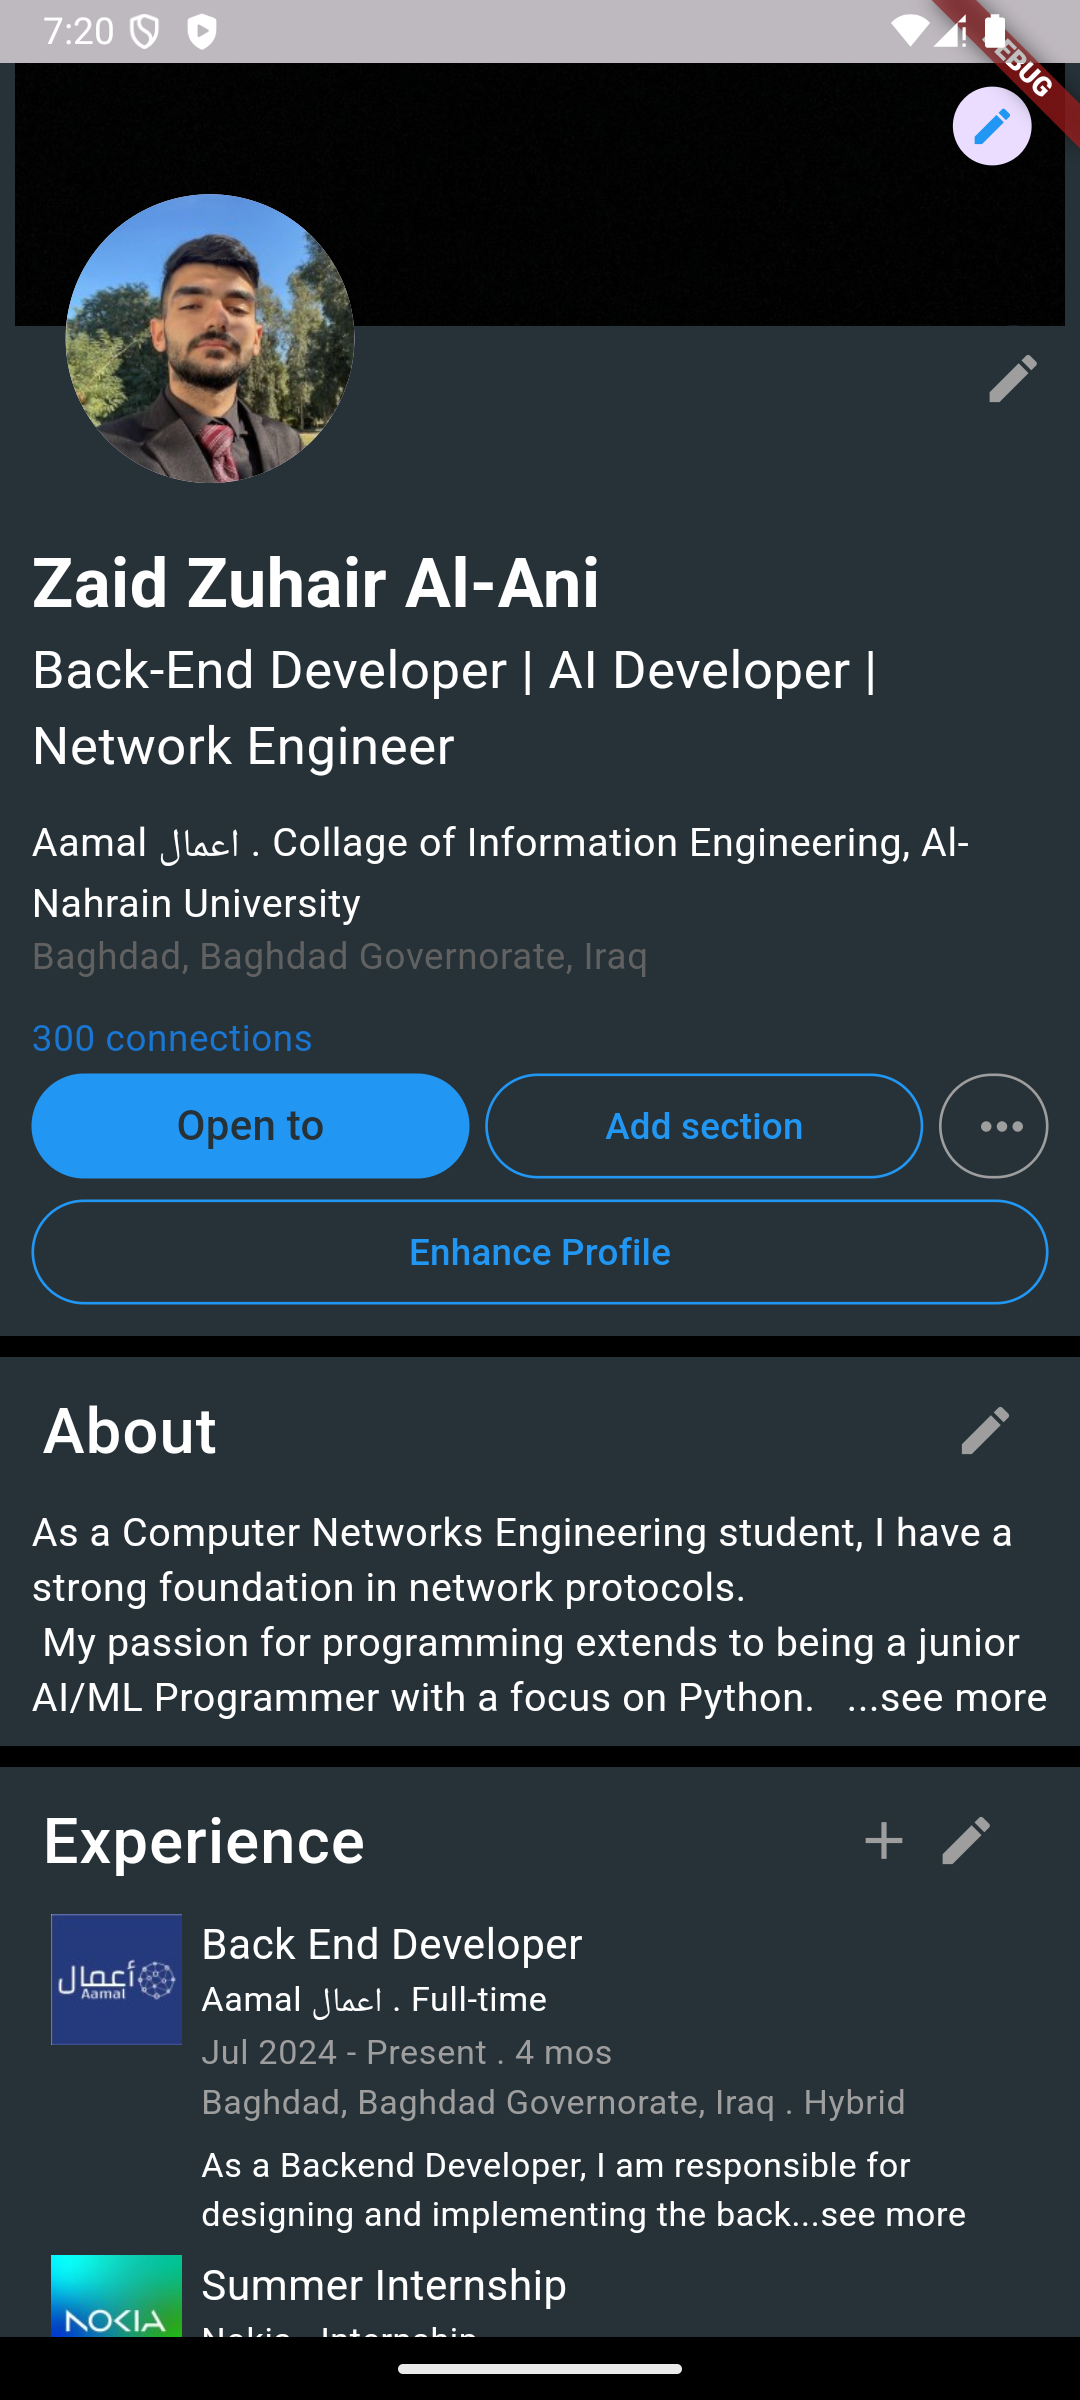 7:20
DEBUG
Zaid Zuhair Al-Ani
Back-End Developer | AI Developer |
Network Engineer
Aamal اعمال . Collage of Information Engineering, Al-
Nahrain University
Baghdad, Baghdad Governorate, Iraq
300 connections
Open to
Add section
Enhance Profile
About
As a Computer Networks Engineering student, I have a
strong foundation in network protocols.
My passion for programming extends to being a junior
AI/ML Programmer with a focus on Python. ...see more
Experience
أعمال
Aamal
Back End Developer
Aamal اعمال . Full-time
Jul 2024 - Present . 4 mos
Baghdad, Baghdad Governorate, Iraq . Hybrid
As a Backend Developer, I am responsible for
designing and implementing the back...see more
NOKIA
Summer Internship
Nokia . Internship